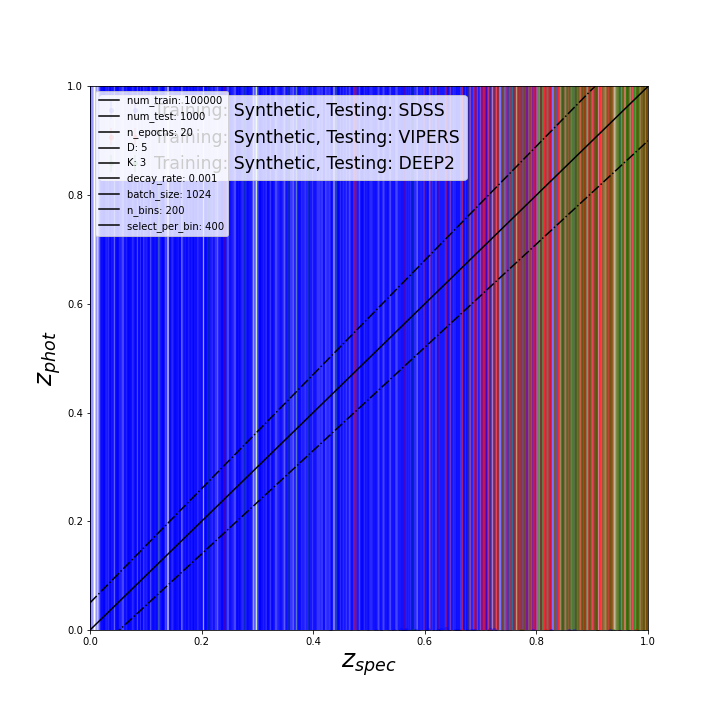 num_train: 100000
num_test: 1000
n_epochs: 20
D: 5
K: 3
decay_rate: 0.001
batch_size: 1024
n_bins: 200
select_per_bin: 400
Training: Synthetic, Testing: SDSS
Training: Synthetic, Testing: VIPERS
Training: Synthetic, Testing: DEEP2
1.0
0.8
0.6
0.4
0.2
0.0
z_phot
0.0 0.2 0.4 0.6 0.8 1.0
z_spec